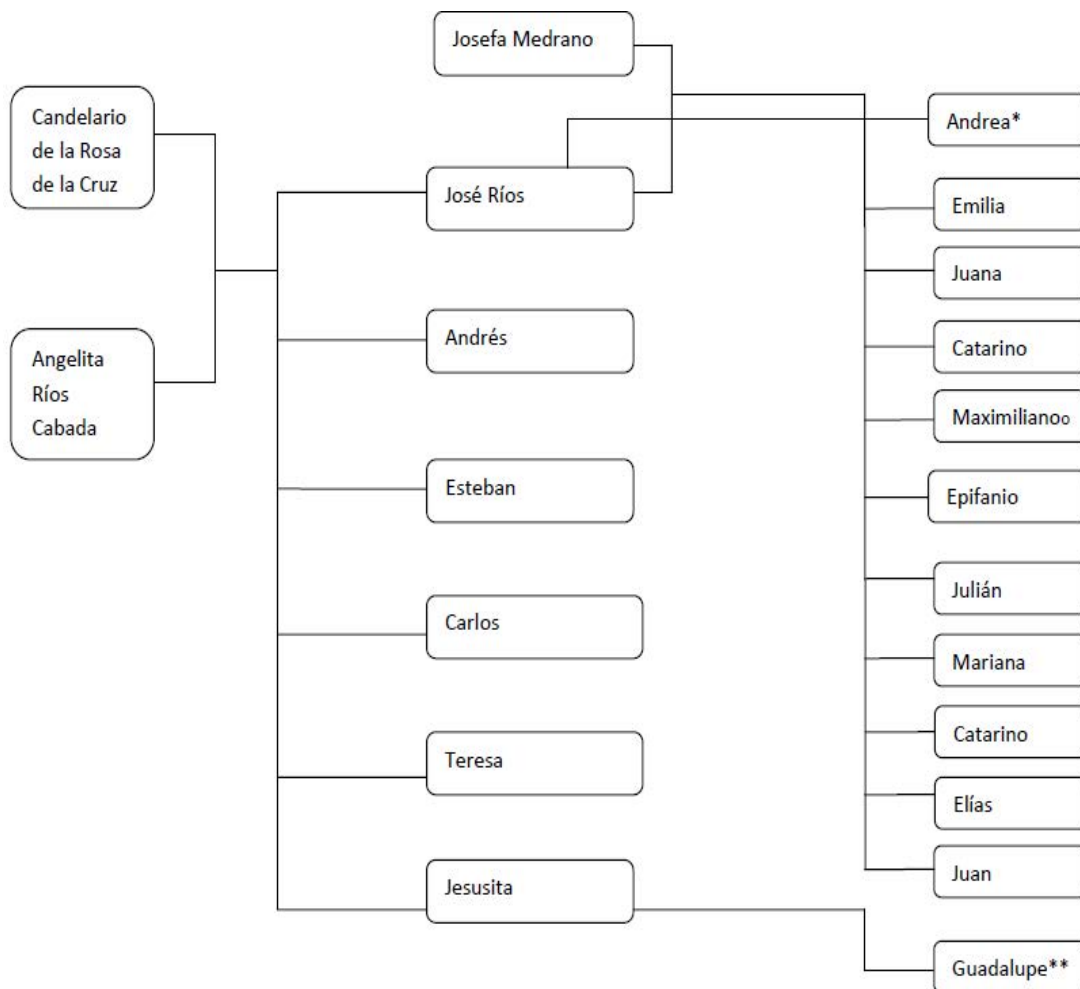 Josefa Medrano
Candelario
de la Rosa
de la Cruz
Angelita
Ríos
Cabada
José Ríos
Andrés
Esteban
Carlos
Teresa
Jesusita
Andrea*
Emilia
Juana
Catarino
Maximilianoo
Epifanio
Julián
Mariana
Catarino
Elías
Juan
Guadalupe**